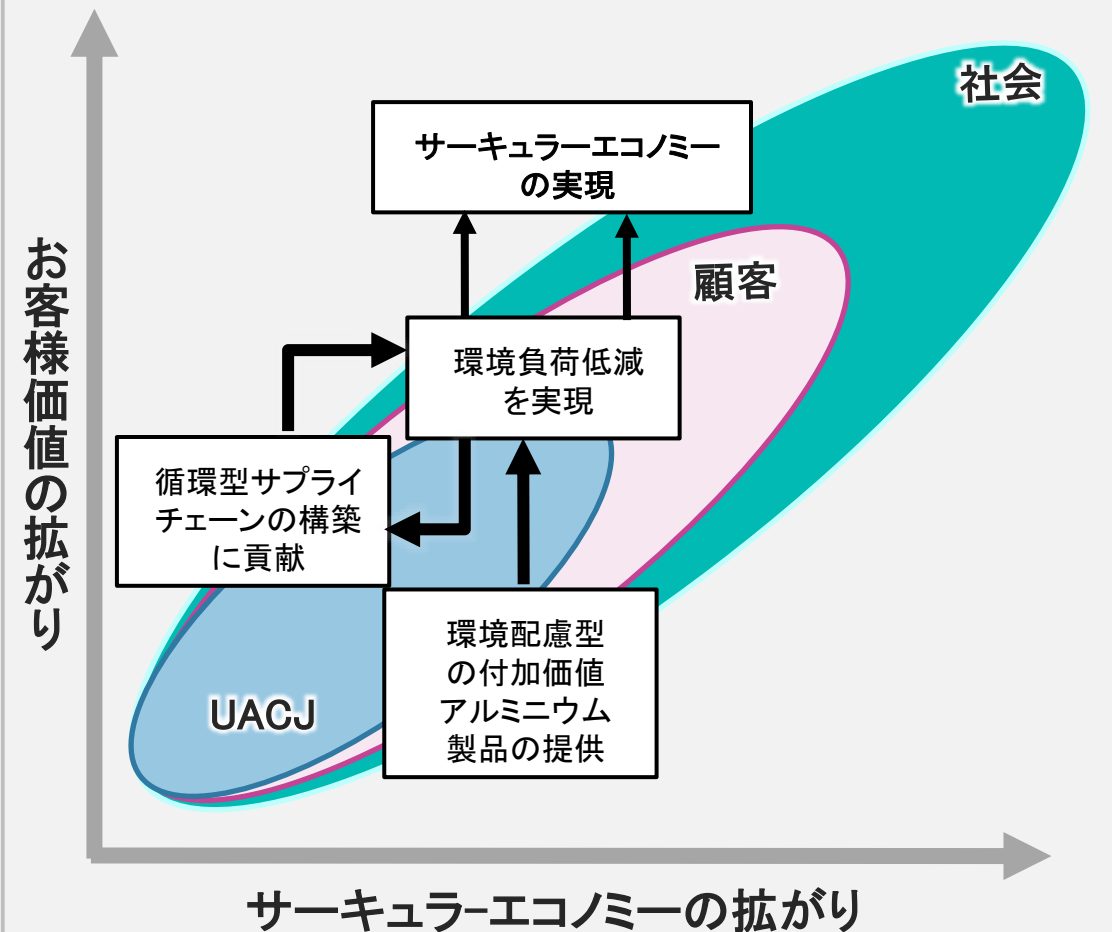 社会
サーキュラーエコノミー
の実現
顧客
お客様価値の拡がり
環境負荷低減
を実現
循環型サプライ
チェーンの構築
に貢献
環境配慮型
の付加価値
アルミニウム
製品の提供
UACJ
サーキュラーエコノミーの拡がり